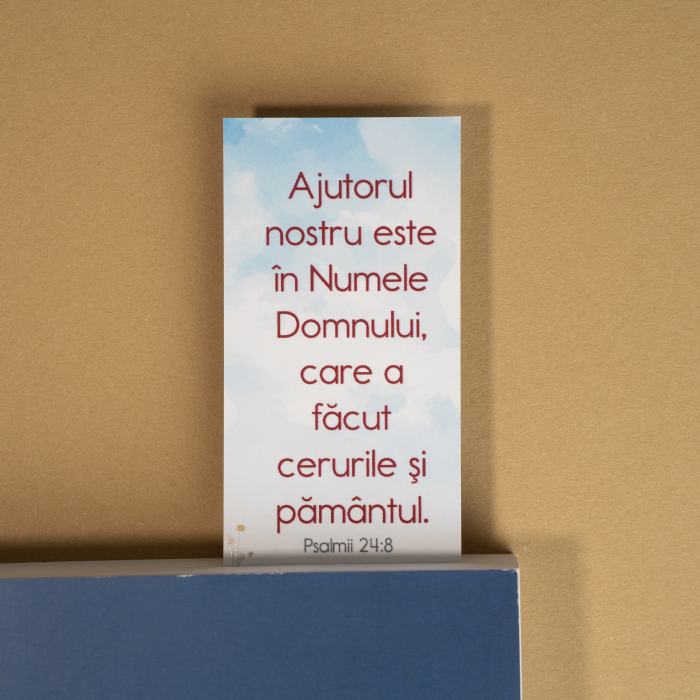 Ajutorul
nostru este
în Numele
Domnului,
care a
făcut
cerurile şi
pământul.
Psalmii 24:8